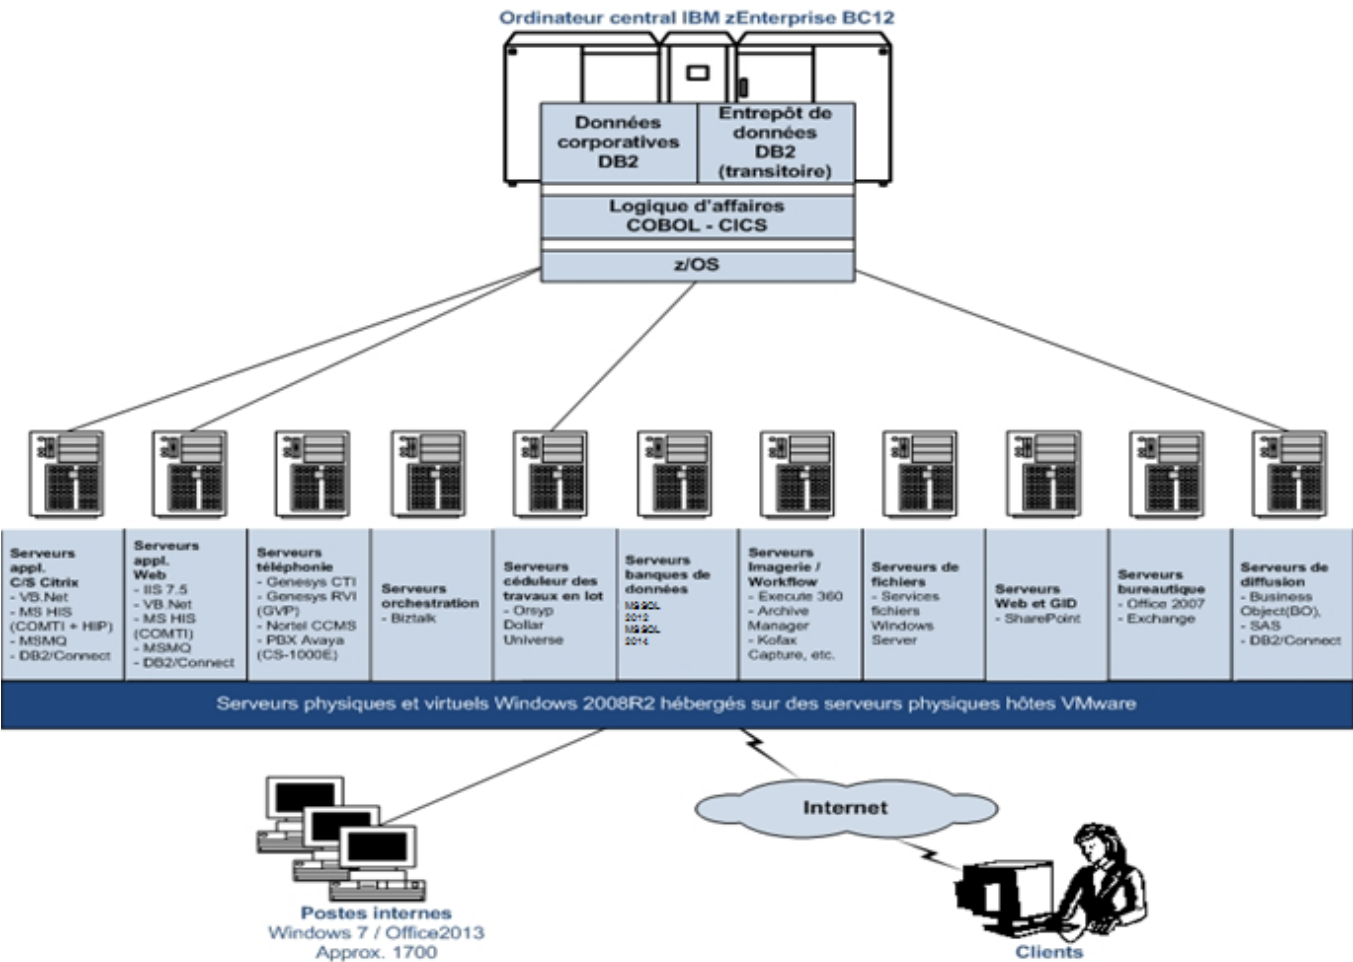 Ordinateur central IBM zEnterprise BC12
Données
corporatives
DB2
Entrepôt de
données
DB2
(transitoire)
Logique d'affaires
COBOL - CICS
z/OS
Serveurs
appl.
C/S Citrix
- VB.Net
- MS HIS
(COMTI + HIP)
- MSMQ
- DB2/Connect
Serveurs
appl.
Web
- IIS 7.5
- VB.Net
- MS HIS
(COMTI)
- MSMQ
- DB2/Connect
Serveurs
téléphonie
- Genesys CTI
- Genesys RVI
(GVP)
- Nortel CCMS
- PBX Avaya
(CS-1000E)
Serveurs
orchestration
- Biztalk
Serveurs
céduleur des
travaux en lot
- Orsyp
Dollar
Universe
Serveurs
banques de
données
MSSQL
2012
MSSQL
2014
Serveurs
Imagerie /
Workflow
- Execute 360
- Archive
Manager
- Kofax
Capture, etc.
Serveurs de
fichiers
- Services
fichiers
Windows
Server
Serveurs
Web et GID
- SharePoint
Serveurs
bureautique
- Office 2007
- Exchange
Serveurs de
diffusion
- Business
Object(BO),
- SAS
- DB2/Connect
Serveurs physiques et virtuels Windows 2008R2 hébergés sur des serveurs physiques hôtes VMware
Internet
Postes internes
Windows 7 / Office2013
Approx. 1700
Clients